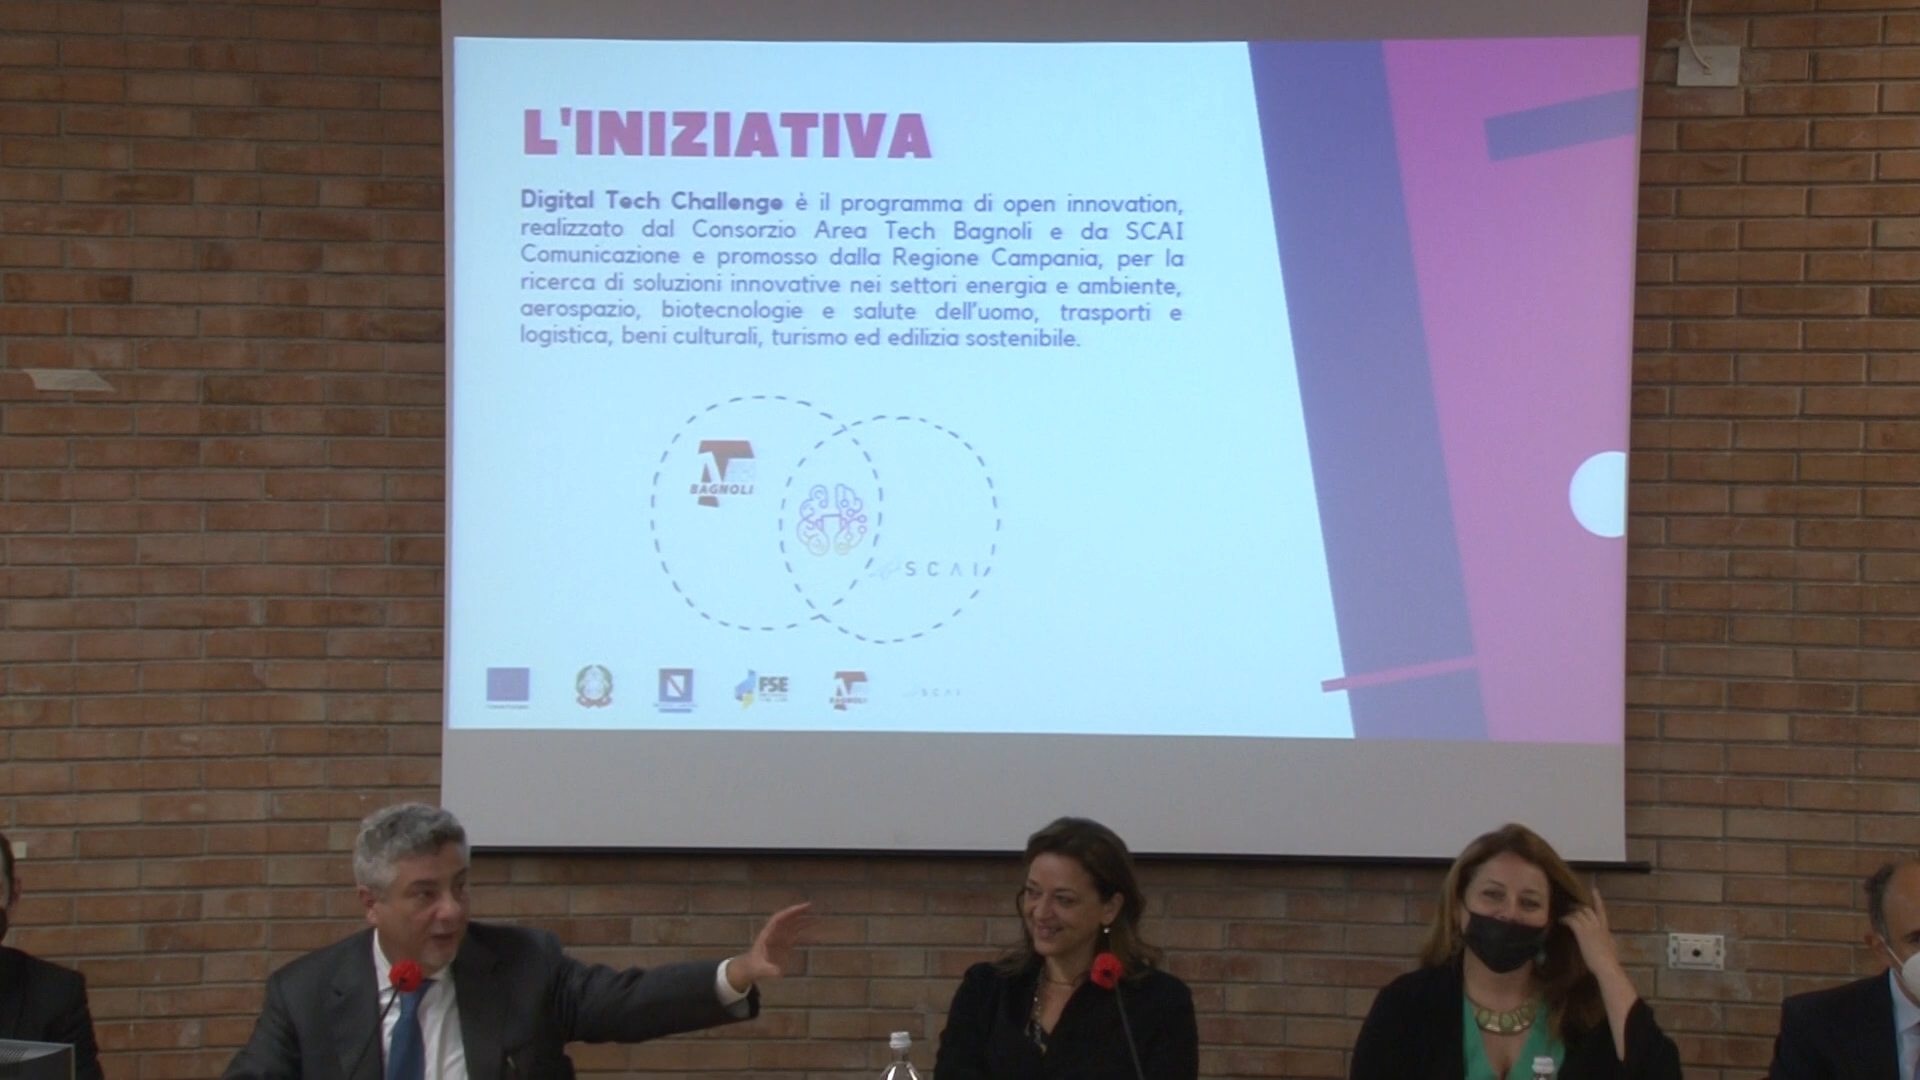 L'INIZIATIVA
Digital Tech Challenge è il programma di open innovation,
realizzato dal Consorzio Area Tech Bagnoli e da SCAI
Comunicazione e promosso dalla Regione Campania, per la
ricerca di soluzioni innovative nei settori energia e ambiente,
aerospazio, biotecnologie e salute dell'uomo, trasporti e
logistica, beni culturali, turismo ed edilizia sostenibile.
BAGNOLI
SCAI
FSE
BAGNOLI
SCAI